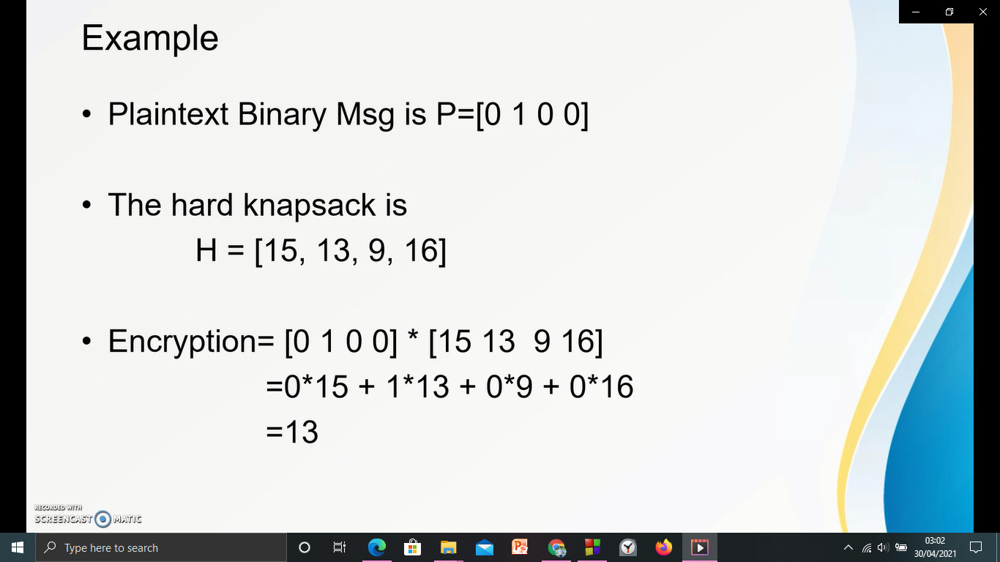 Example
• Plaintext Binary Msg is P=[0 1 0 0]
• The hard knapsack is
H = [15, 13, 9, 16]
• Encryption= [0 1 0 0] * [15 13  9 16]
=0*15 + 1*13 + 0*9 + 0*16
=13
RECORDED WITH
SCREENCAST MATIC
Type here to search
03:02
30/04/2021